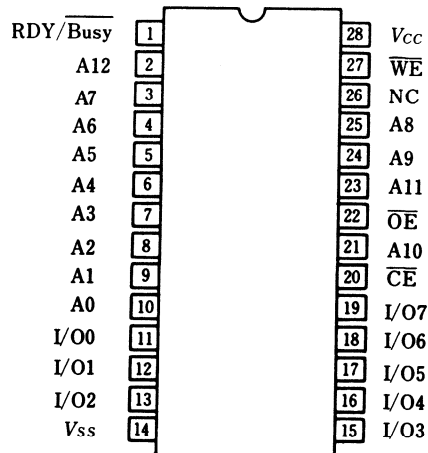 RDY/Busy 1 28 Vcc
A12 2 27 WE
A7 3 26 NC
A6 4 25 A8
A5 5 24 A9
A4 6 23 A11
A3 7 22 OE
A2 8 21 A10
A1 9 20 CE
A0 10 19 I/O7
I/O0 11 18 I/O6
I/O1 12 17 I/O5
I/O2 13 16 I/O4
Vss 14 15 I/O3